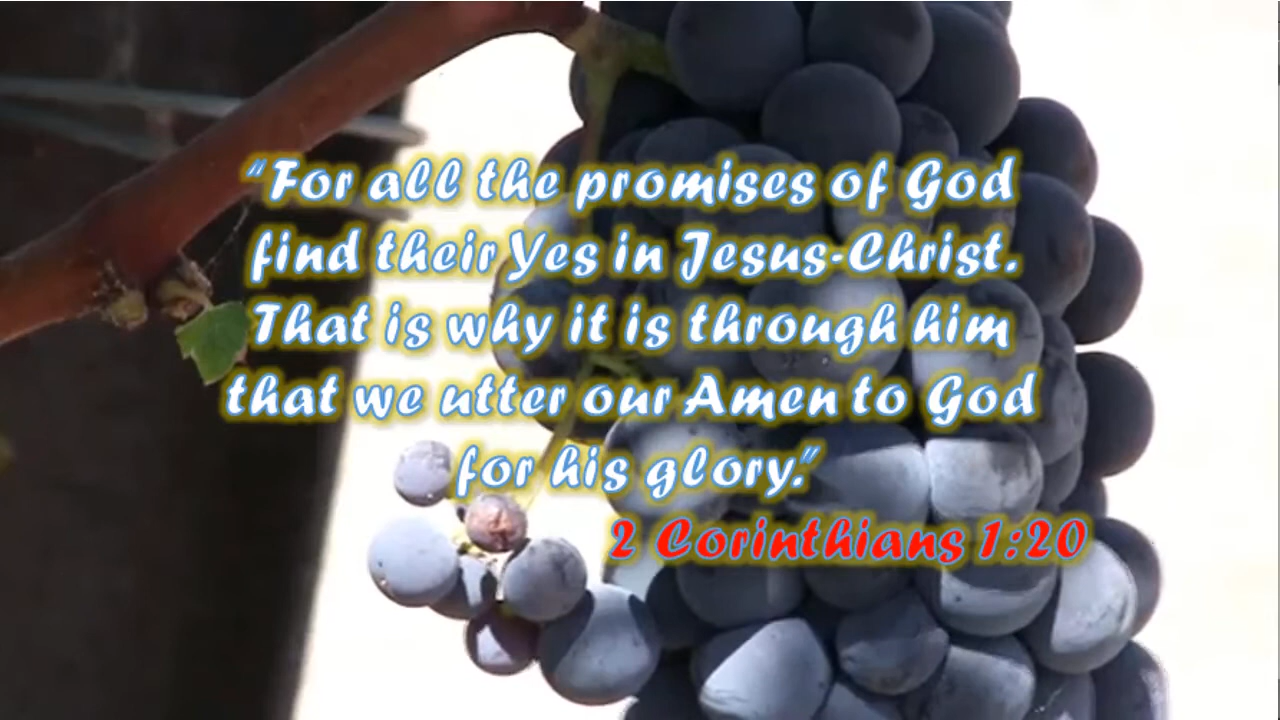 “For all the promises of God
find their Yes in Jesus-Christ.
That is why it is through him
that we utter our Amen to God
for his glory.”
2 Corinthians 1:20